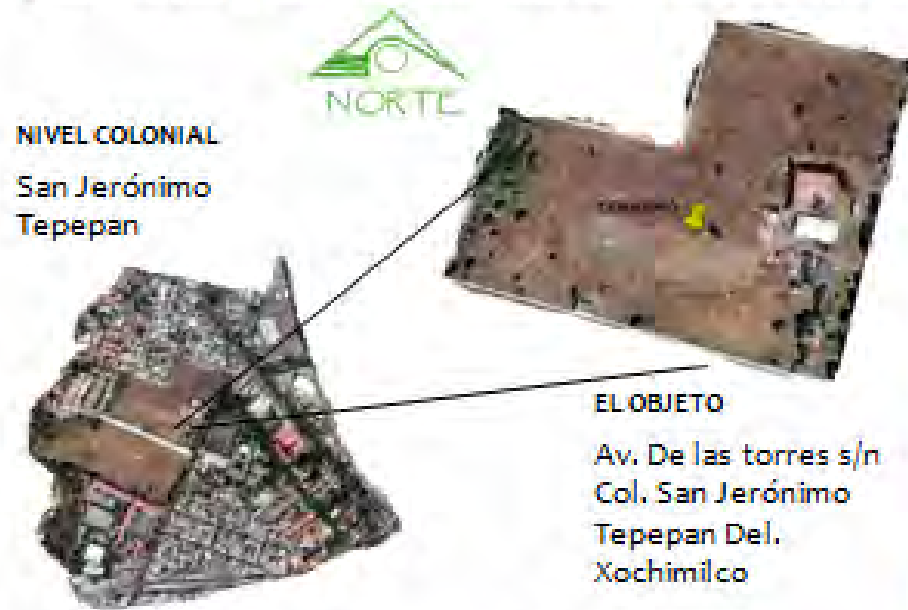 NORTE
NIVEL COLONIAL
San Jerónimo
Tepepan
EL OBJETO
Av. De las torres s/n
Col. San Jerónimo
Tepepan Del.
Xochimilco